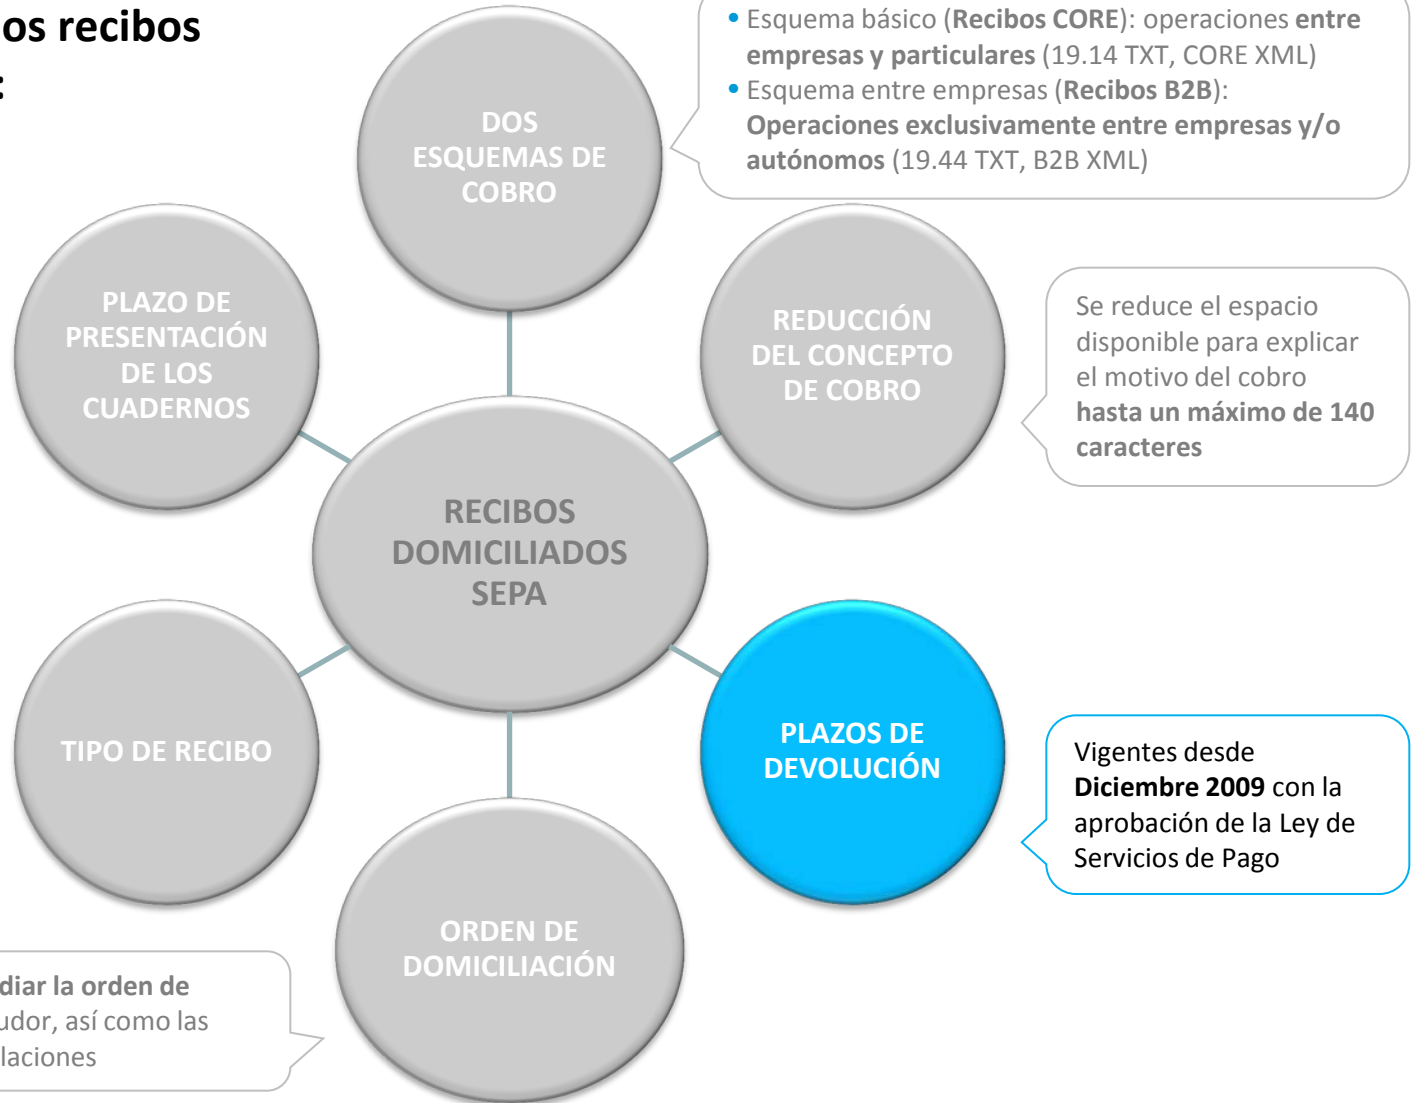 os recibos
:
• Esquema básico (Recibos CORE): operaciones entre
empresas y particulares (19.14 TXT, CORE XML)
• Esquema entre empresas (Recibos B2B):
Operaciones exclusivamente entre empresas y/o
autónomos (19.44 TXT, B2B XML)
DOS
ESQUEMAS DE
COBRO
PLAZO DE
PRESENTACIÓN
DE LOS
CUADERNOS
REDUCCIÓN
DEL CONCEPTO
DE COBRO
Se reduce el espacio
disponible para explicar
el motivo del cobro
hasta un máximo de 140
caracteres
RECIBOS
DOMICILIADOS
SEPA
TIPO DE RECIBO
PLAZOS DE
DEVOLUCIÓN
Vigentes desde
Diciembre 2009 con la
aprobación de la Ley de
Servicios de Pago
ORDEN DE
DOMICILIACIÓN
diar la orden de
udor, así como las
laciones